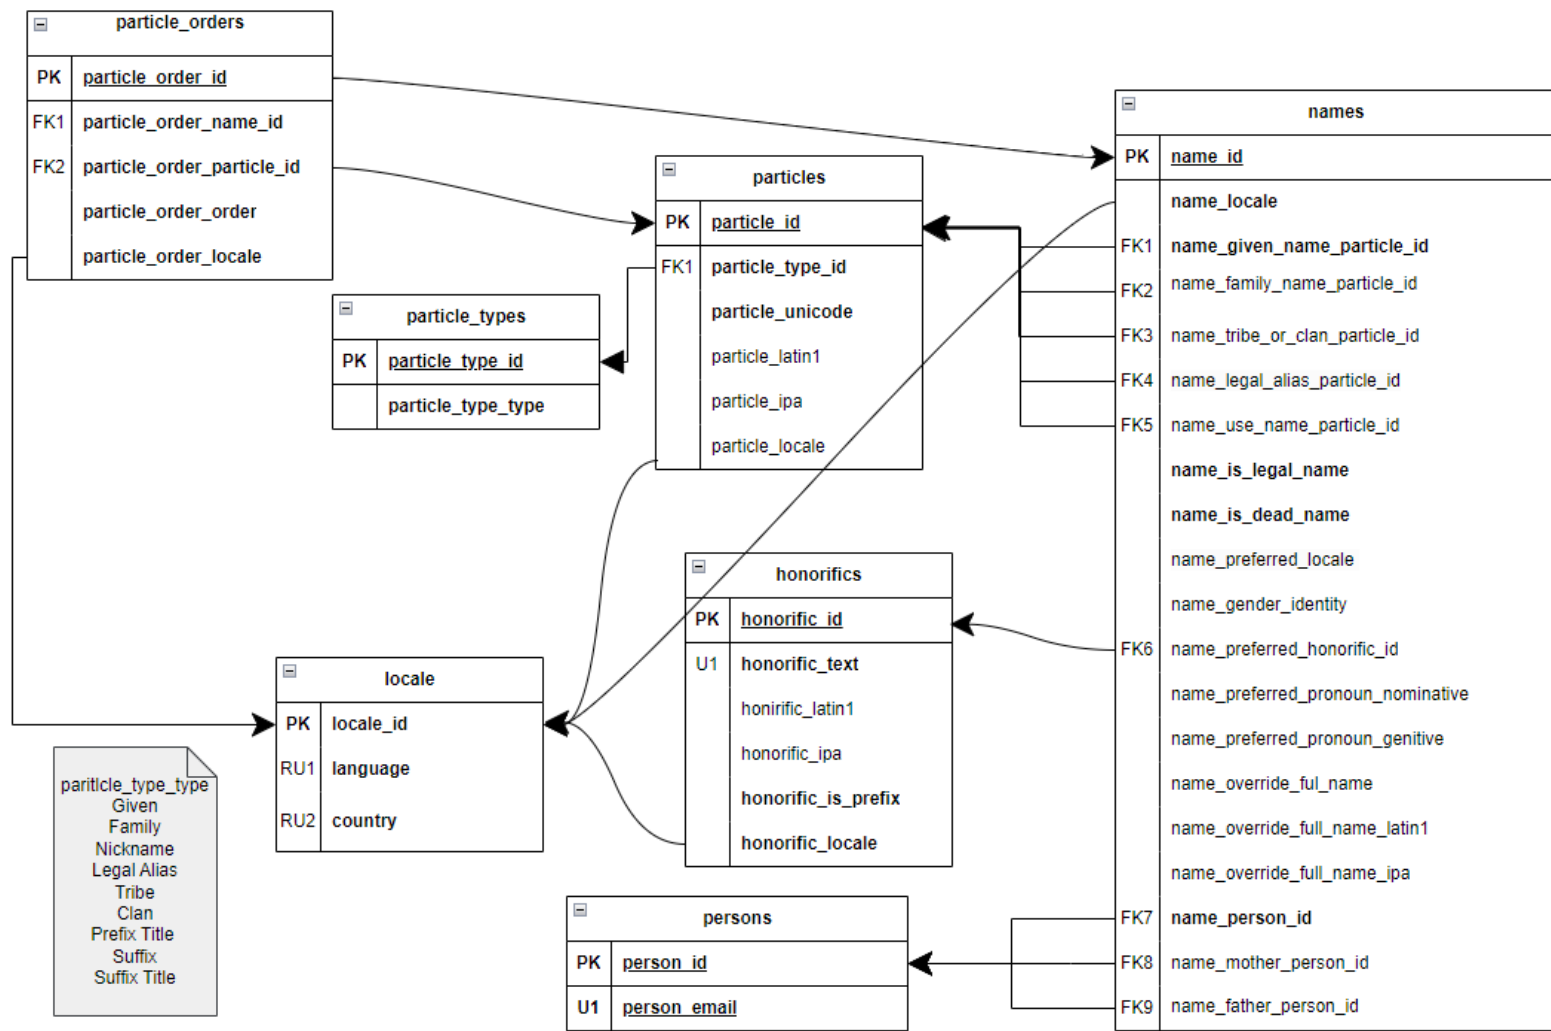 particle_orders
PK particle_order_id
FK1 particle_order_name_id
FK2 particle_order_particle_id
particle_order_order
particle_order_locale
particles
PK particle_id
FK1 particle_type_id
particle_unicode
particle_latin1
particle_ipa
particle_locale
particle_types
PK particle_type_id
particle_type_type
names
PK name_id
name_locale
FK1 name_given_name_particle_id
FK2 name_family_name_particle_id
FK3 name_tribe_or_clan_particle_id
FK4 name_legal_alias_particle_id
FK5 name_use_name_particle_id
name_is_legal_name
name_is_dead_name
name_preferred_locale
name_gender_identity
FK6 name_preferred_honorific_id
name_preferred_pronoun_nominative
name_preferred_pronoun_genitive
name_override_ful_name
name_override_full_name_latin1
name_override_full_name_ipa
FK7 name_person_id
FK8 name_mother_person_id
FK9 name_father_person_id
honorifics
PK honorific_id
U1 honorific_text
honirific_latin1
honorific_ipa
honorific_is_prefix
honorific_locale
locale
PK locale_id
RU1 language
RU2 country
paritlcle_type_type
Given
Family
Nickname
Legal Alias
Tribe
Clan
Prefix Title
Suffix
Suffix Title
persons
PK person_id
U1 person_email